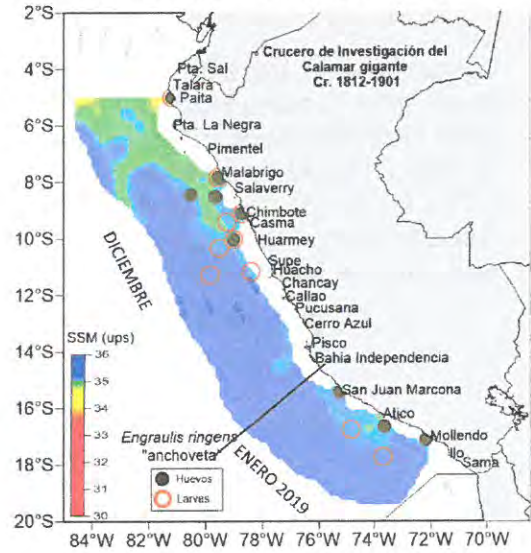 2°S
4°S
6°S
8°S
10°S
12°S
14°S
16°S
18°S
20°S
84°W
82°W
80°W
78°W
76°W
74°W
72°W
70°W
68°W
Crucero de Investigación del
Calamar gigante
Cr. 1812-1901
Pta. Sal
Talara
Paita
Pta. La Negra
Pimentel
Malabrigo
Salaverry
Chimbote
Casma
Huarmey
Supe
Huacho
Chancay
Callao
Pucusana
Cerro Azul
Pisco
Bahia Independencia
San Juan Marcona
Atico
Mollendo
Ilo
Sama
DICIEMBRE
ENERO 2019
SSM (ups)
36
35
34
33
32
31
30
Engraulis ringens
"anchoveta"
Huevos
Larves